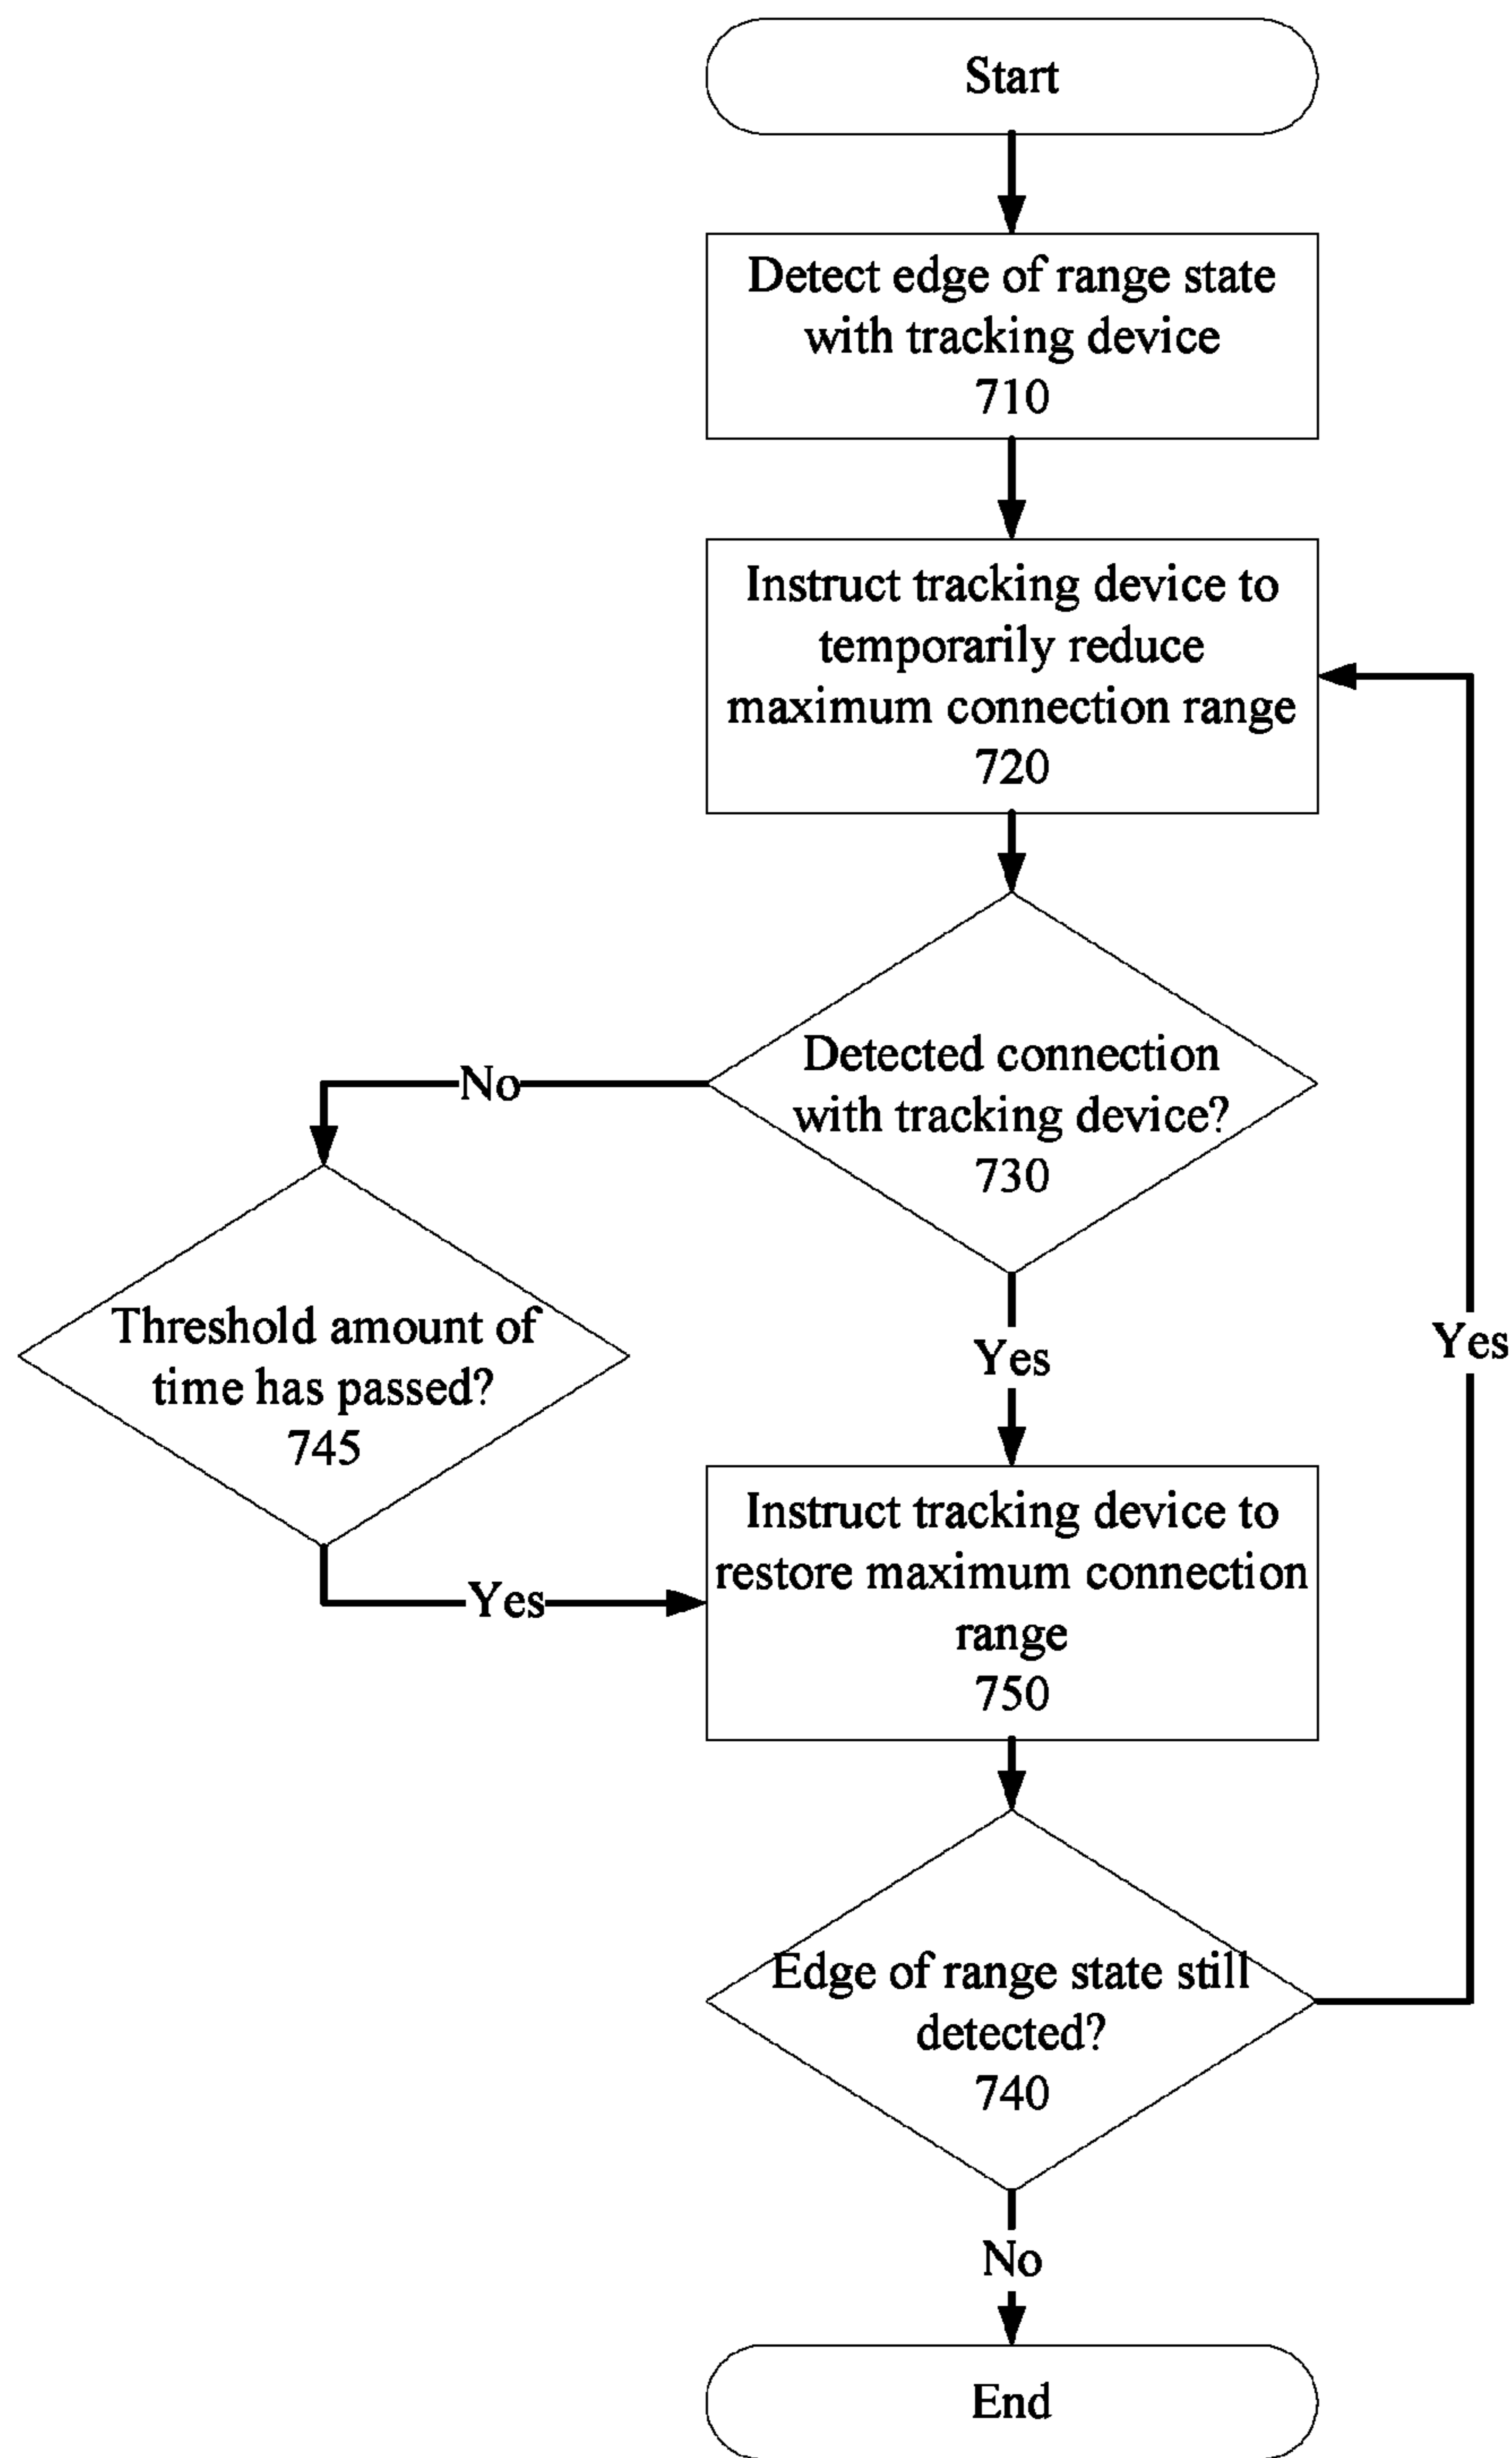 Start
Detect edge of range state
with tracking device
710
Instruct tracking device to
temporarily reduce
maximum connection range
720
Detected connection
with tracking device?
730
No
Threshold amount of
time has passed?
745
Yes
Yes
Yes
Instruct tracking device to
restore maximum connection
range
750
Edge of range state still
detected?
740
No
End